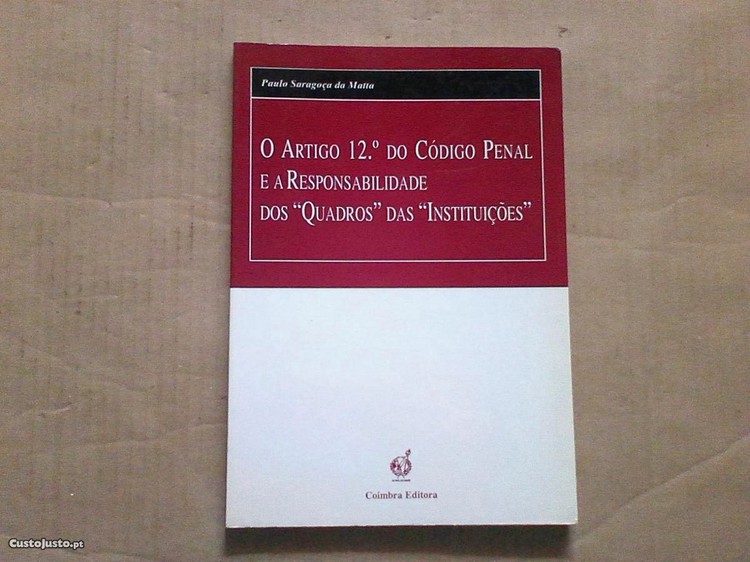 Paulo Saragoça da Matta
O ARTIGO 12.º DO CÓDIGO PENAL
E A RESPONSABILIDADE
DOS “QUADROS” DAS “INSTITUIÇÕES”
Coimbra Editora
CustoJusto.pt